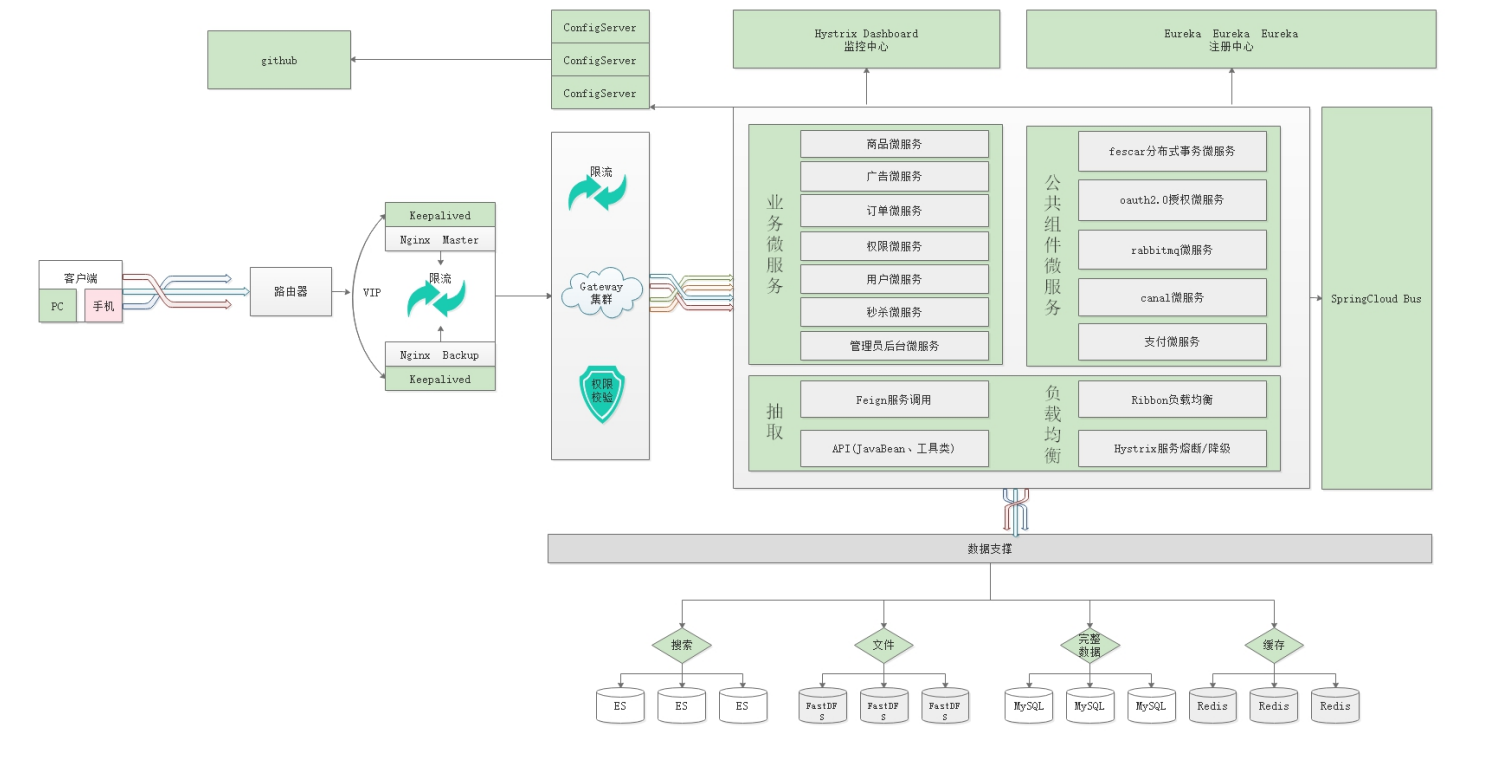 ConfigServer
ConfigServer
ConfigServer
github
Hystrix Dashboard
监控中心
Eureka Eureka Eureka
注册中心
客户端
PC
手机
路由器
VIP
Keepalived
Nginx Master
限流
Nginx Backup
Keepalived
限流
Gateway
集群
权限
校验
业务微服务
商品微服务
广告微服务
订单微服务
权限微服务
用户微服务
秒杀微服务
管理员后台微服务
公共组件微服务
fescar分布式事务微服务
oauth2.0授权微服务
rabbitmq微服务
canal微服务
支付微服务
抽取
Feign服务调用
API(JavaBean、工具类)
负载均衡
Ribbon负载均衡
Hystrix服务熔断/降级
SpringCloud Bus
数据支撑
搜索
文件
完整
数据
缓存
ES
ES
ES
FastDF
S
FastDF
S
FastDF
S
MySQL
MySQL
MySQL
Redis
Redis
Redis